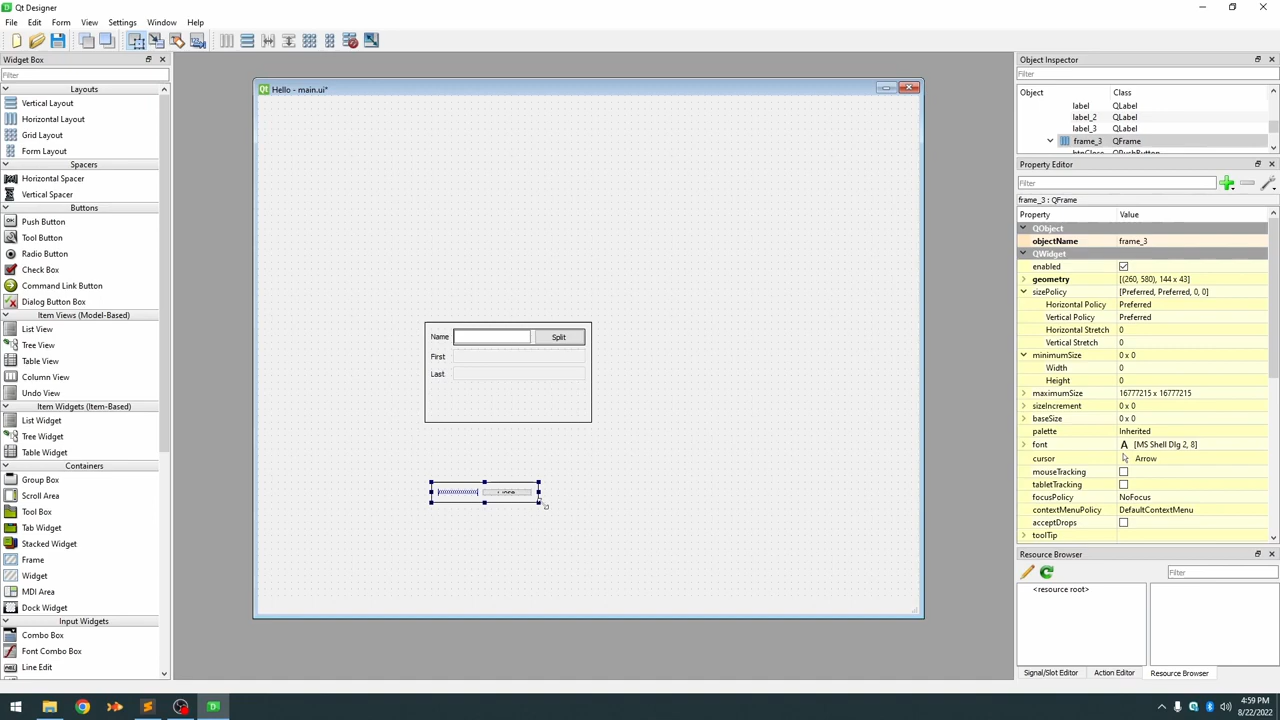 Qt Designer
File Edit Form View Settings Window Help
Widget Box
Filter
Layouts
Vertical Layout
Horizontal Layout
Grid Layout
Form Layout
Spacers
Horizontal Spacer
Vertical Spacer
Buttons
Push Button
Tool Button
Radio Button
Check Box
Command Link Button
Dialog Button Box
Item Views (Model-Based)
List View
Tree View
Table View
Column View
Undo View
Item Widgets (Item-Based)
List Widget
Tree Widget
Table Widget
Containers
Group Box
Scroll Area
Tool Box
Tab Widget
Stacked Widget
Frame
Widget
MDI Area
Dock Widget
Input Widgets
Combo Box
Font Combo Box
Line Edit
Hello - main.ui*
Name
Split
First
Last
Object Inspector
Filter
Object Class
label QLabel
label_2 QLabel
label_3 QLabel
frame_3 QFrame
Property Editor
Filter
frame_3 : QFrame
Property Value
QObject
objectName frame_3
QWidget
enabled
geometry [(260, 580), 144 x 43]
sizePolicy [Preferred, Preferred, 0, 0]
Horizontal Policy Preferred
Vertical Policy Preferred
Horizontal Stretch 0
Vertical Stretch 0
minimumSize 0 x 0
Width 0
Height 0
maximumSize 16777215 x 16777215
sizeIncrement 0 x 0
baseSize 0 x 0
palette Inherited
font A [MS Shell Dlg 2, 8]
cursor Arrow
mouseTracking
tabletTracking
focusPolicy NoFocus
contextMenuPolicy DefaultContextMenu
acceptDrops
toolTip
Resource Browser
Filter
<resource root>
Signal/Slot Editor Action Editor Resource Browser
4:59 PM
8/22/2022